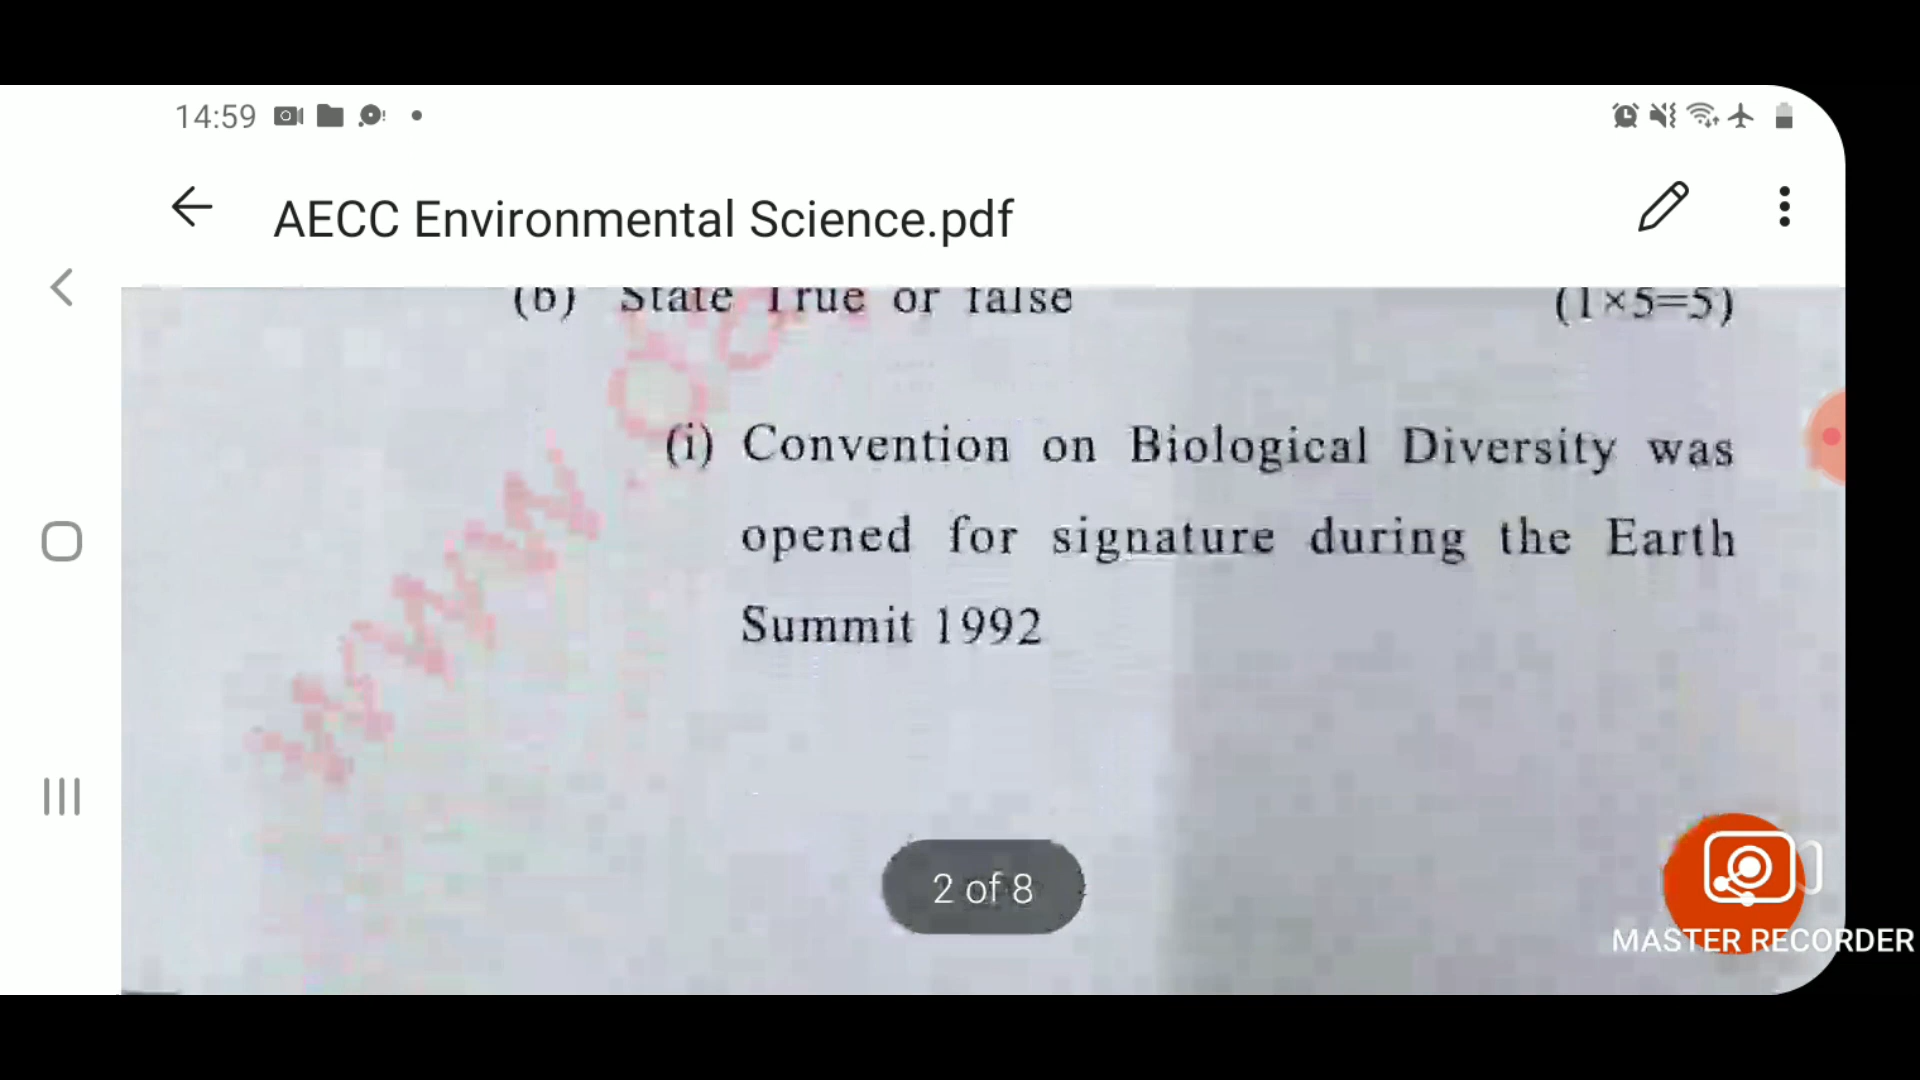 14:59
AECC Environmental Science.pdf
(b) State True or false (1×5=5)
(i) Convention on Biological Diversity was
opened for signature during the Earth
Summit 1992
2 of 8
MASTER RECORDER